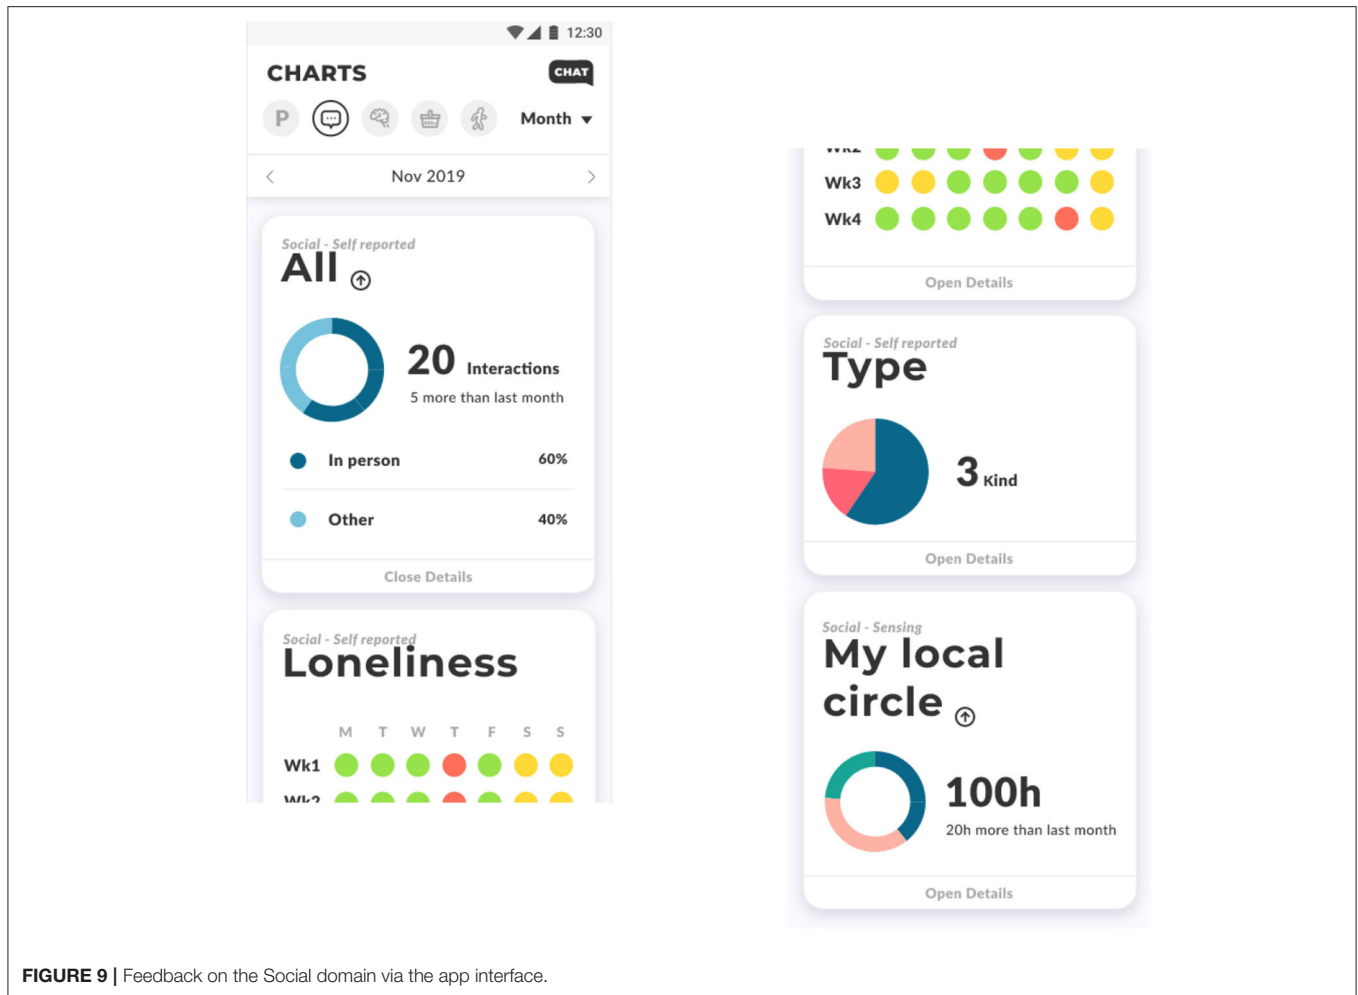 12:30
CHARTS
CHAT
P
Month
Nov 2019
Social - Self reported
All
20 Interactions
5 more than last month
In person 60%
Other 40%
Close Details
Social - Self reported
Loneliness
M T W T F S S
Wk1
Wk2
Wk2
Wk3
Wk4
Open Details
Social - Self reported
Type
3 Kind
Open Details
Social - Sensing
My local
circle
100h
20h more than last month
Open Details
FIGURE 9 | Feedback on the Social domain via the app interface.